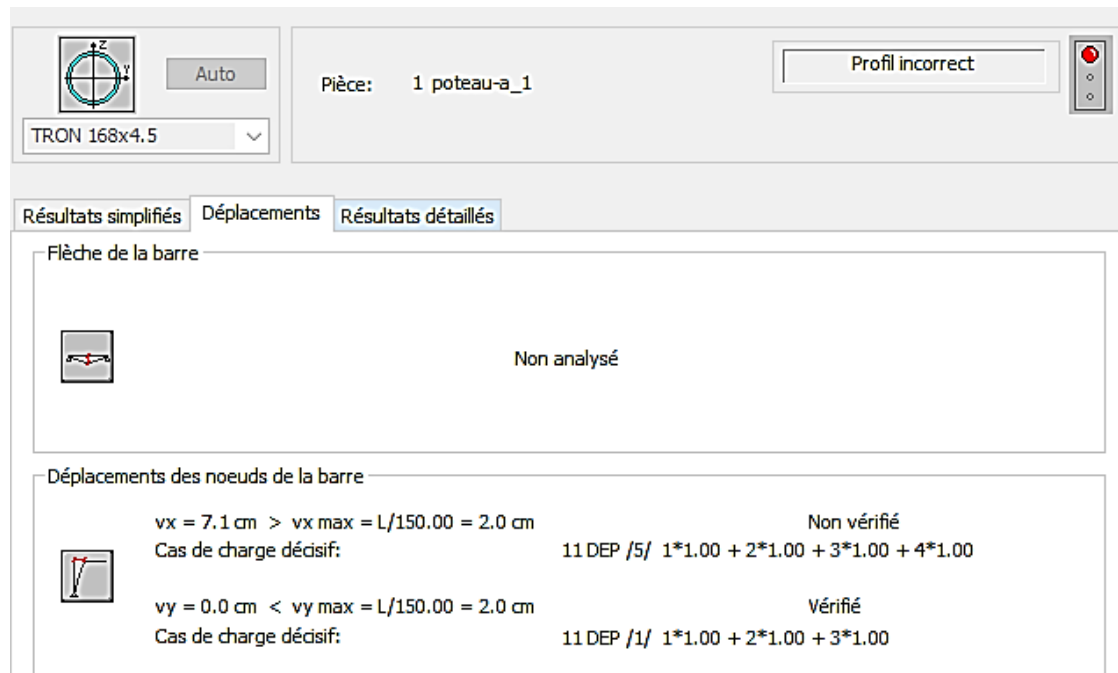 Z
Y
Auto
TRON 168x4.5
Pièce: 1 poteau-a_1
Profil incorrect
Résultats simplifiés Déplacements Résultats détaillés
Flèche de la barre
Non analysé
Déplacements des noeuds de la barre
vx = 7.1 cm > vx max = L/150.00 = 2.0 cm Non vérifié
Cas de charge décisif: 11 DEP /5/ 1*1.00 + 2*1.00 + 3*1.00 + 4*1.00
vy = 0.0 cm < vy max = L/150.00 = 2.0 cm Vérifié
Cas de charge décisif: 11 DEP /1/ 1*1.00 + 2*1.00 + 3*1.00